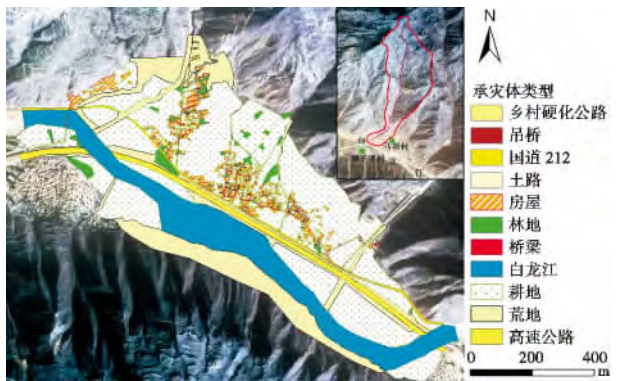 N
承灾体类型
乡村硬化公路
吊桥
国道 212
土路
房屋
林地
桥梁
白龙江
耕地
荒地
高速公路
0 200 400
m